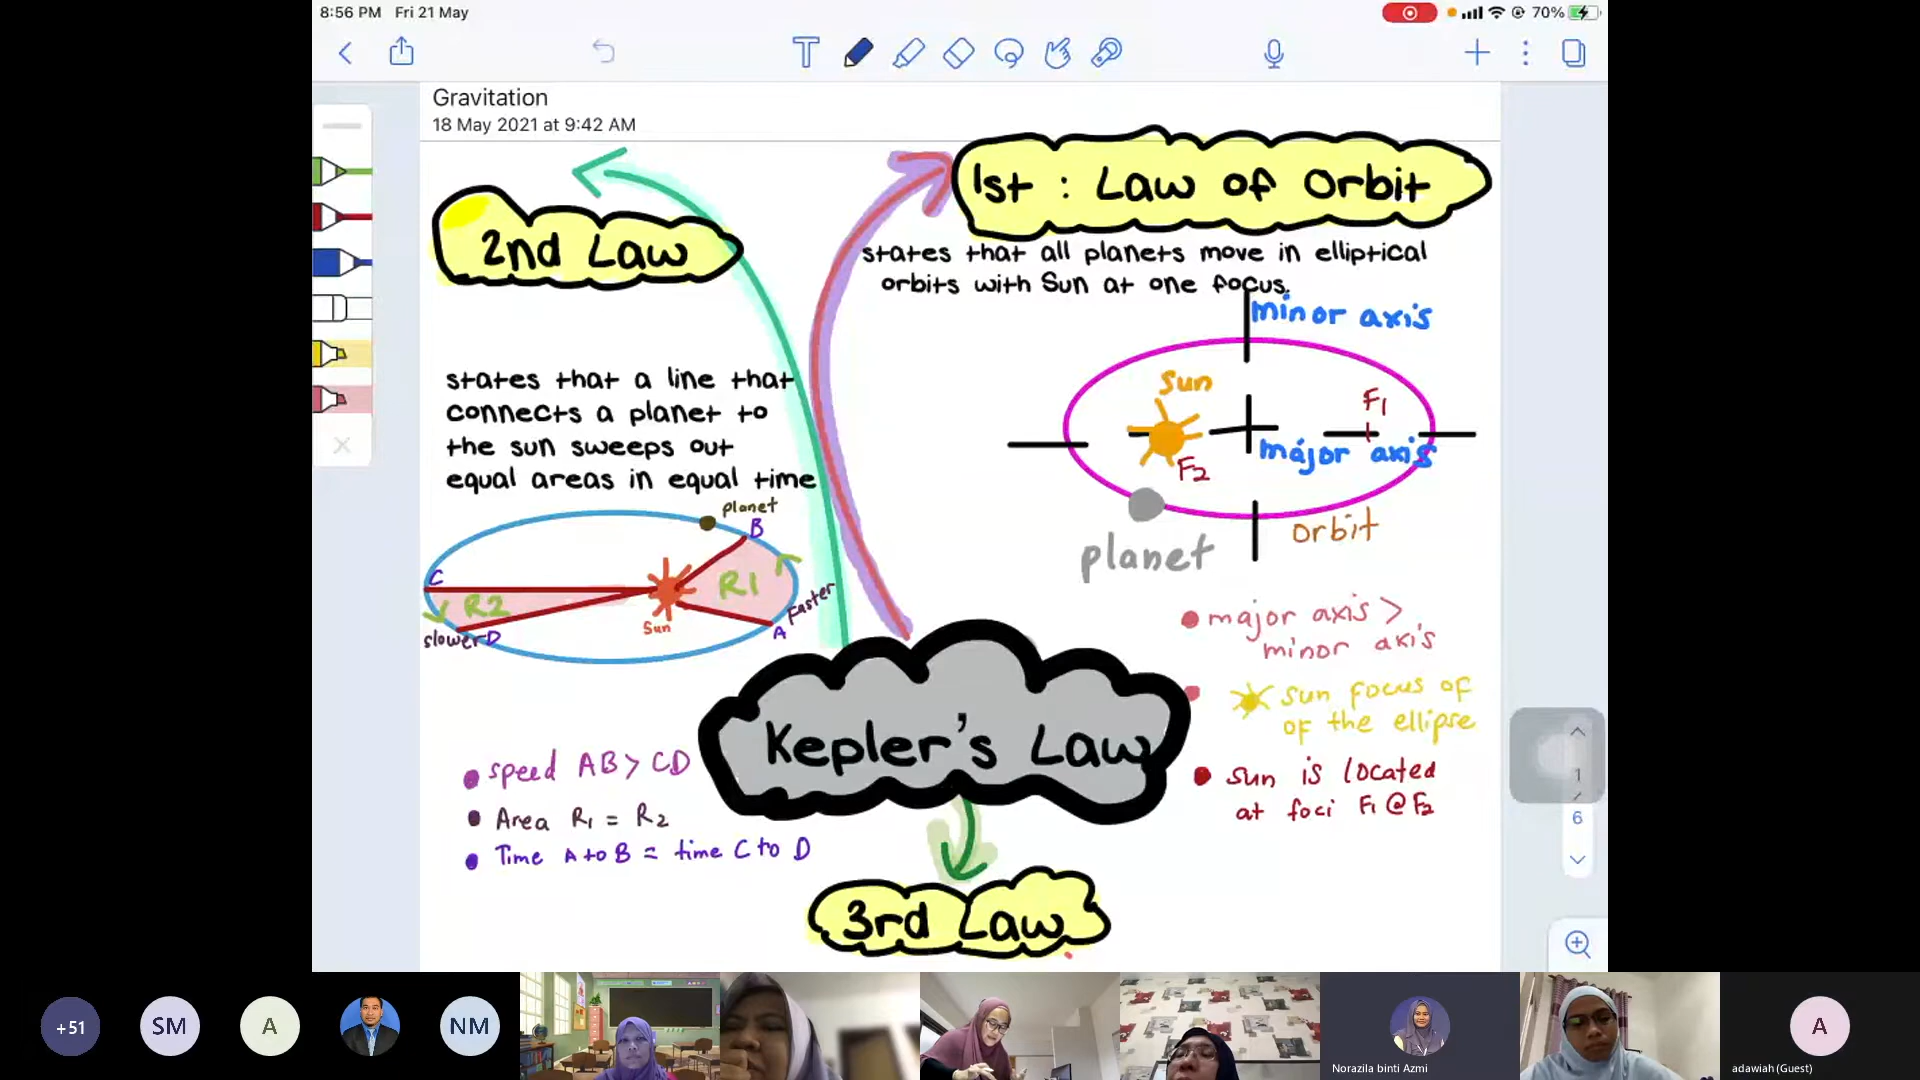 8:56 PM Fri 21 May
70%
Gravitation
18 May 2021 at 9:42 AM
1st : Law of Orbit
states that all planets move in elliptical
orbits with Sun at one focus.
minor axis
Sun
F1
major axis
F2
planet
orbit
major axis >
minor axis
sun focus of
of the ellipse
sun is located
at foci F1 @ F2
2nd Law
states that a line that
connects a planet to
the sun sweeps out
equal areas in equal time
planet
B
C
R1
R2
Faster
Sun
A
slower D
speed AB > CD
Area R1 = R2
Time A to B = time C to D
Kepler's Law
3rd Law
1
6
+51
SM
A
NM
Norazila binti Azmi
A
adawiah (Guest)